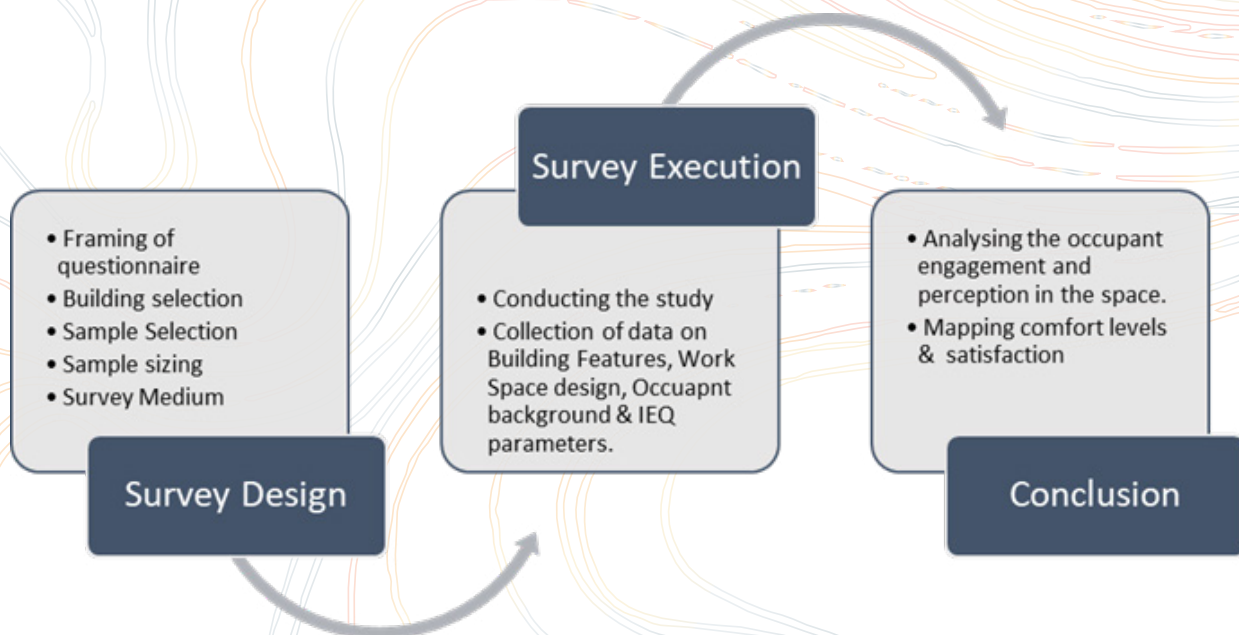 • Framing of
questionnaire
• Building selection
• Sample Selection
• Sample sizing
• Survey Medium
Survey Design
Survey Execution
• Conducting the study
• Collection of data on
Building Features, Work
Space design, Occuapnt
background & IEQ
parameters.
• Analysing the occupant
engagement and
perception in the space.
• Mapping comfort levels
& satisfaction
Conclusion